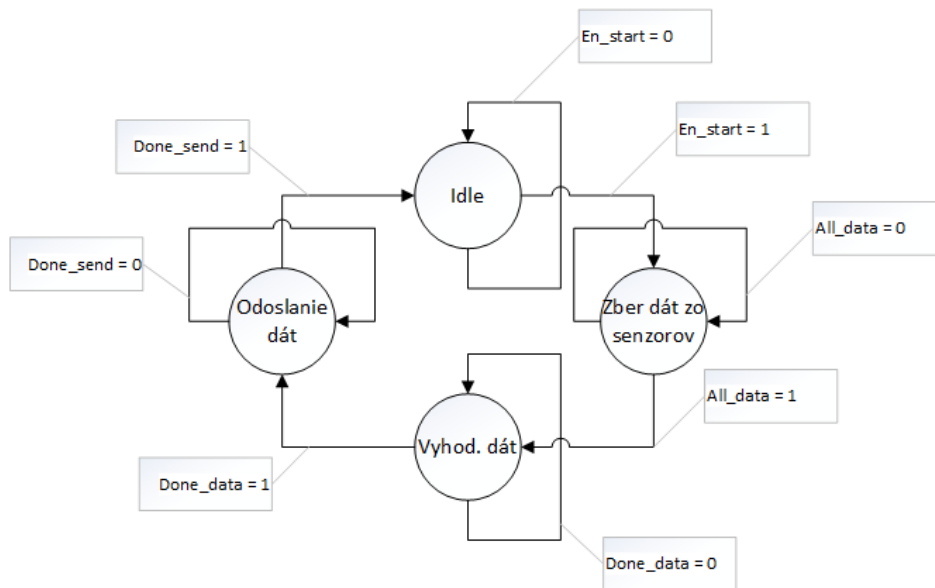 En_start = 0
En_start = 1
Done_send = 1
Idle
All_data = 0
Done_send = 0
Odoslanie
dát
Zber dát zo
senzorov
All_data = 1
Vyhod. dát
Done_data = 1
Done_data = 0